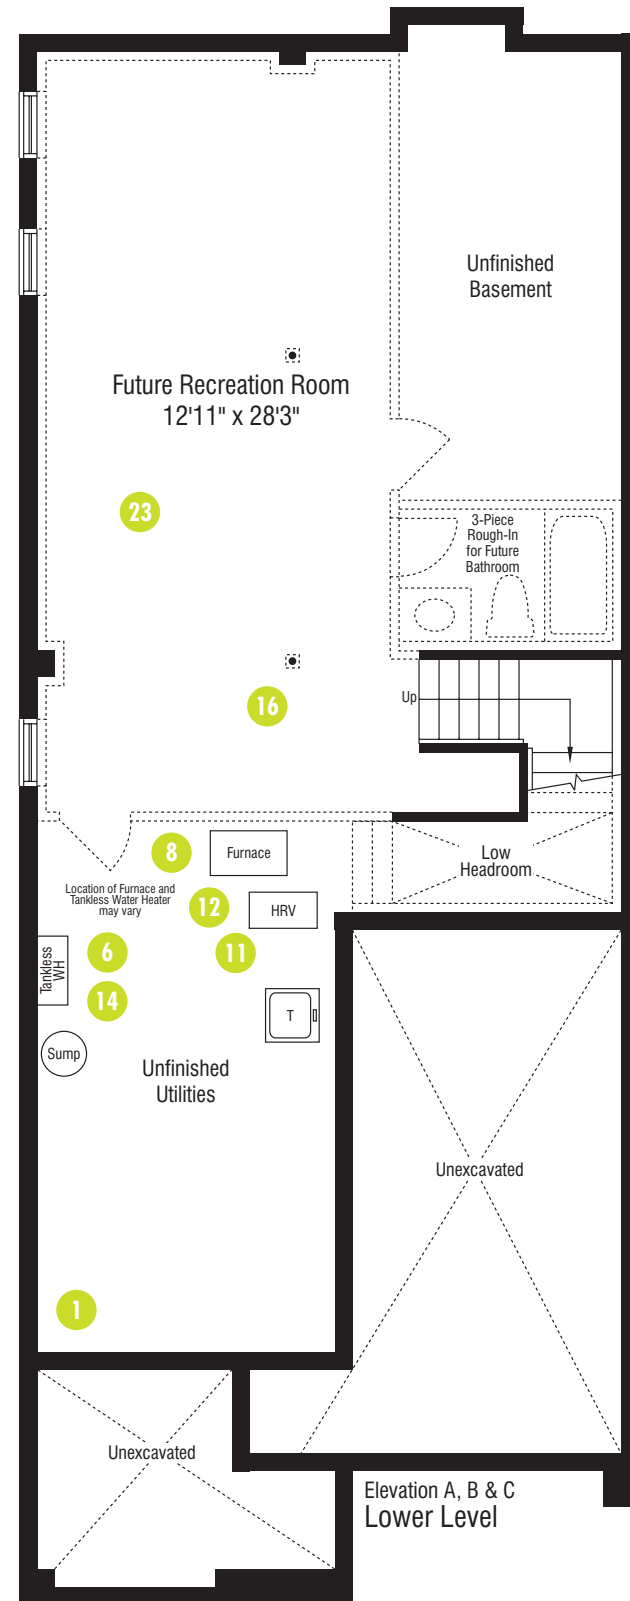 Unfinished
Basement
Future Recreation Room
12'11" x 28'3"
23
3-Piece
Rough-In
for Future
Bathroom
16
Up
8
Furnace
Low
Headroom
Location of Furnace and
Tankless Water Heater
may vary
12
HRV
6
11
Tankless
WH
14
T
Sump
Unfinished
Utilities
Unexcavated
1
Unexcavated
Elevation A, B & C
Lower Level